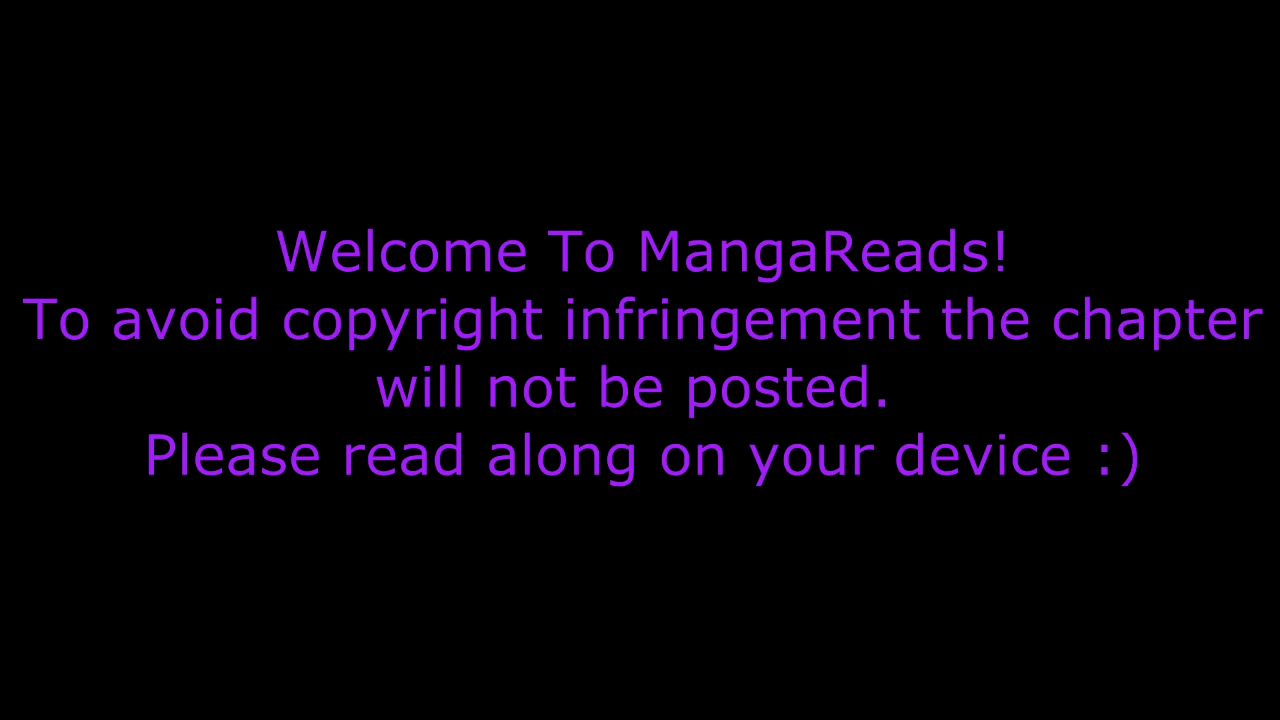 Welcome To MangaReads!
To avoid copyright infringement the chapter
will not be posted.
Please read along on your device :)